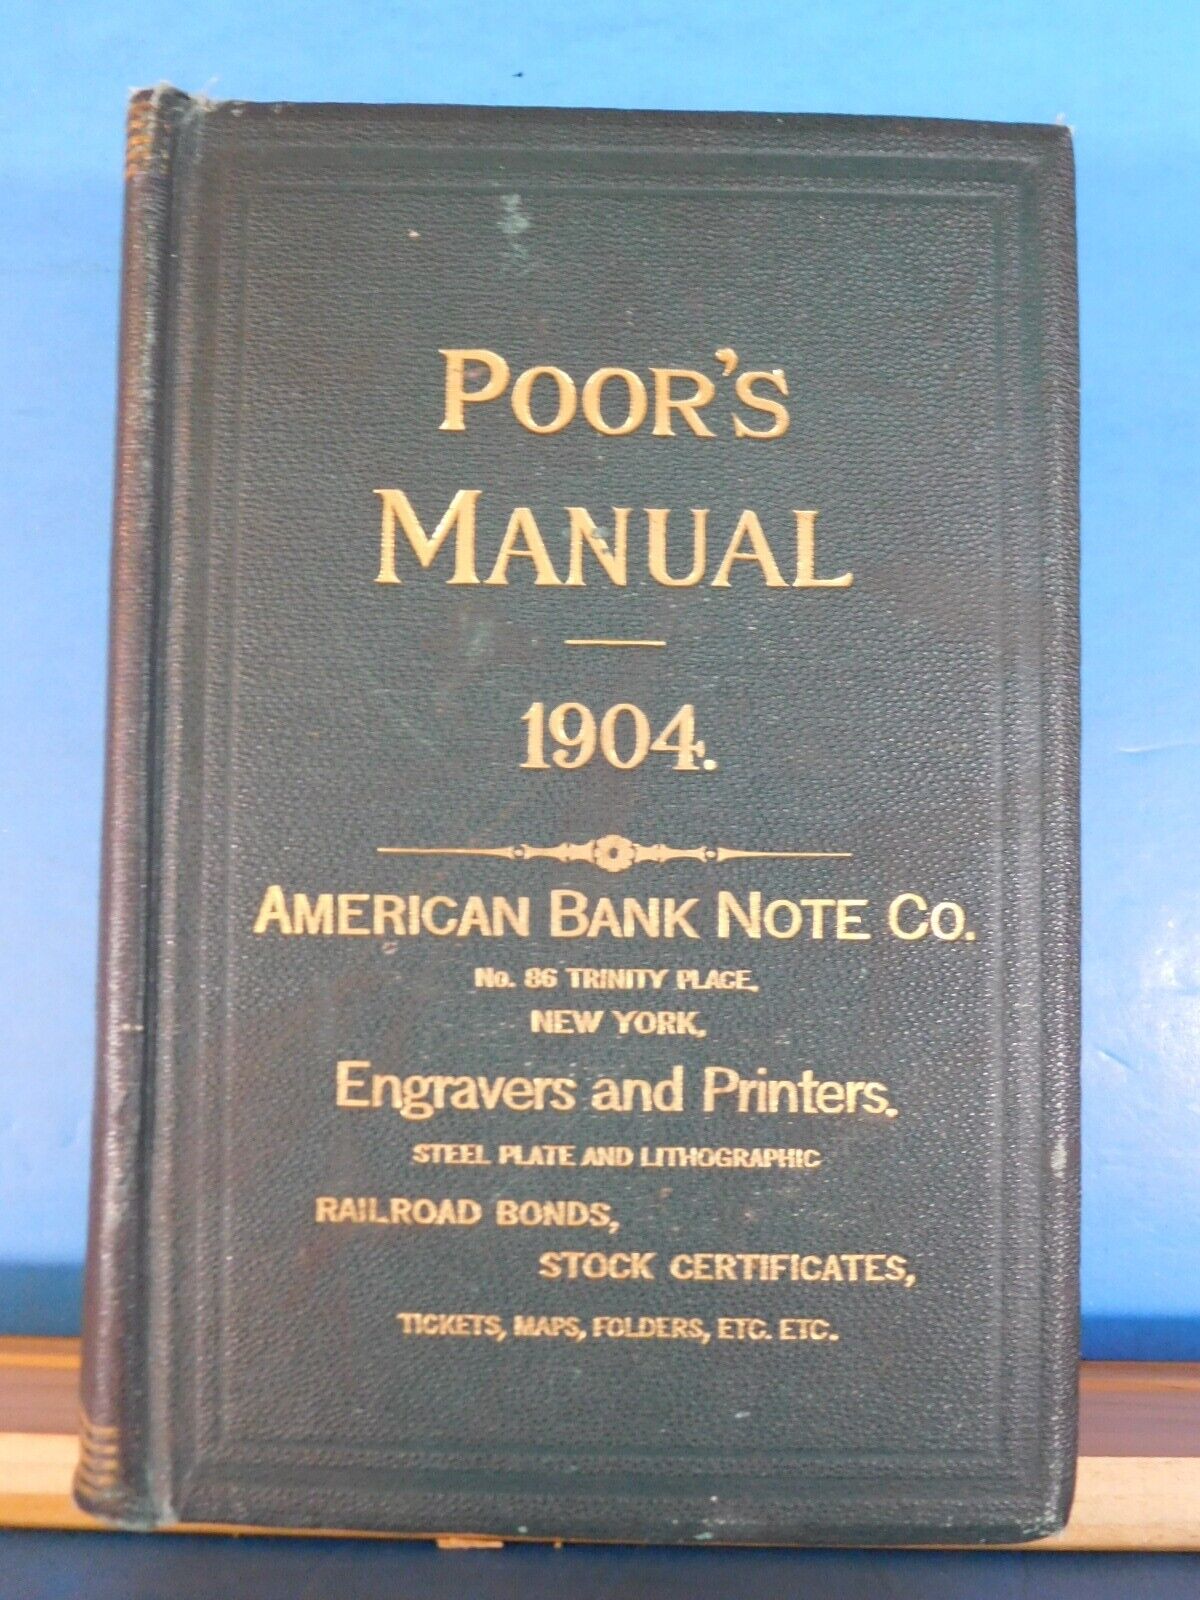 POOR'S
MANUAL
1904.
AMERICAN BANK NOTE CO.
No. 86 TRINITY PLACE,
NEW YORK,
Engravers and Printers.
STEEL PLATE AND LITHOGRAPHIC
RAILROAD BONDS,
STOCK CERTIFICATES,
TICKETS, MAPS, FOLDERS, ETC. ETC.